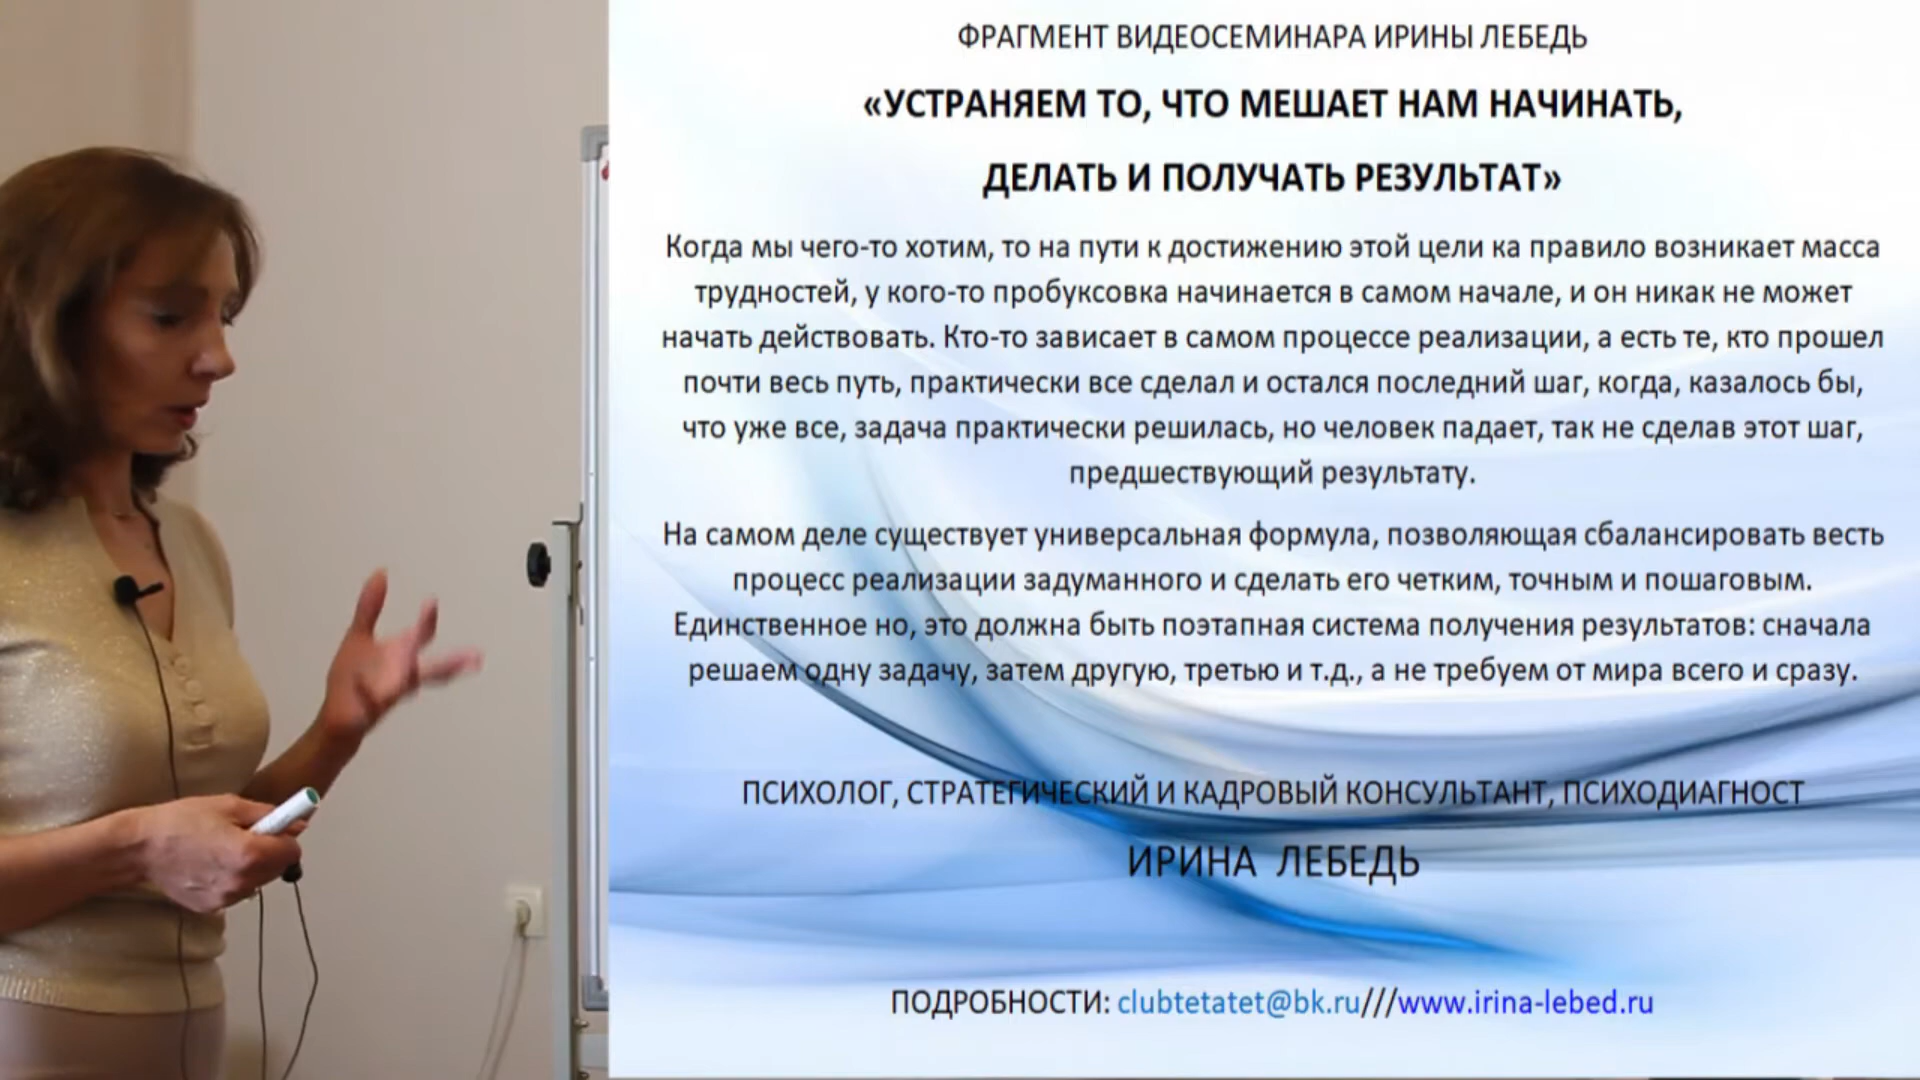 ФРАГМЕНТ ВИДЕОСЕМИНАРА ИРИНЫ ЛЕБЕДЬ
«УСТРАНЯЕМ ТО, ЧТО МЕШАЕТ НАМ НАЧИНАТЬ,
ДЕЛАТЬ И ПОЛУЧАТЬ РЕЗУЛЬТАТ»
Когда мы чего-то хотим, то на пути к достижению этой цели ка правило возникает масса
трудностей, у кого-то пробуксовка начинается в самом начале, и он никак не может
начать действовать. Кто-то зависает в самом процессе реализации, а есть те, кто прошел
почти весь путь, практически все сделал и остался последний шаг, когда, казалось бы,
что уже все, задача практически решилась, но человек падает, так не сделав этот шаг,
предшествующий результату.
На самом деле существует универсальная формула, позволяющая сбалансировать весть
процесс реализации задуманного и сделать его четким, точным и пошаговым.
Единственное но, это должна быть поэтапная система получения результатов: сначала
решаем одну задачу, затем другую, третью и т.д., а не требуем от мира всего и сразу.
ПСИХОЛОГ, СТРАТЕГИЧЕСКИЙ И КАДРОВЫЙ КОНСУЛЬТАНТ, ПСИХОДИАГНОСТ
ИРИНА ЛЕБЕДЬ
ПОДРОБНОСТИ: clubtetatet@bk.ru///www.irina-lebed.ru